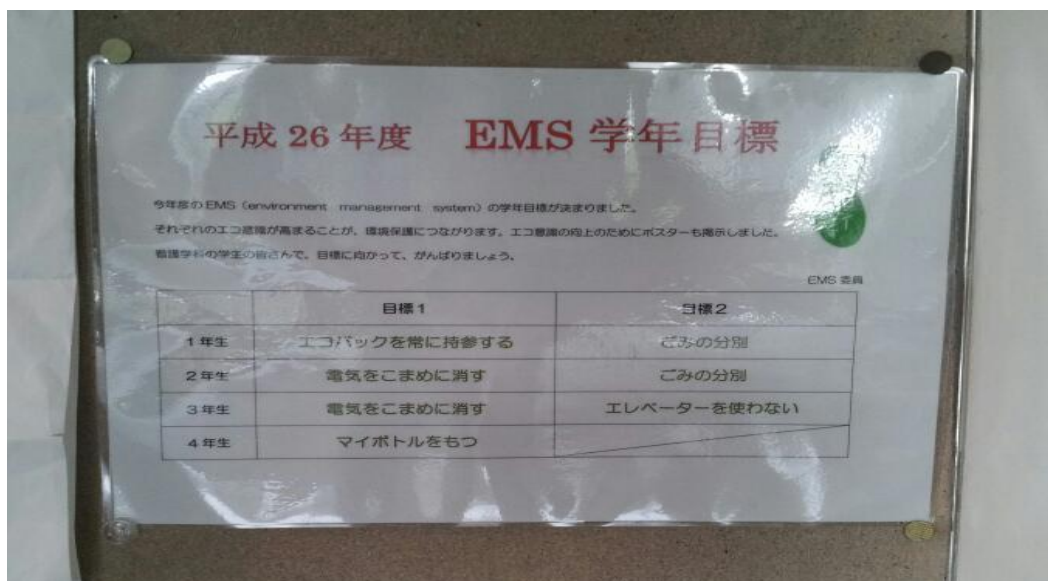 平成 26 年度 EMS 学年目標
今年度の EMS（environment management system）の学年目標が決まりました。
それぞれのエコ意識が高まることが、環境保護につながります。エコ意識の向上のためにポスターも掲示しました。
看護学科の学生の皆さんで、目標に向かって、がんばりましょう。
EMS 委員
目標1 目標2
1年生 エコバックを常に持参する ごみの分別
2年生 電気をこまめに消す ごみの分別
3年生 電気をこまめに消す エレベーターを使わない
4年生 マイボトルをもつ